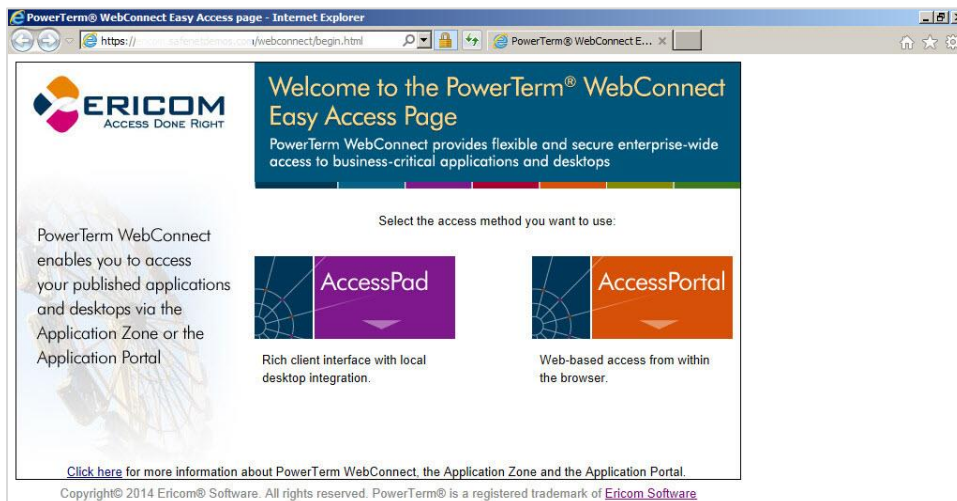 PowerTerm® WebConnect Easy Access page - Internet Explorer
https:// /webconnect/begin.html
PowerTerm® WebConnect E...
ERICOM
ACCESS DONE RIGHT
Welcome to the PowerTerm® WebConnect
Easy Access Page
PowerTerm WebConnect provides flexible and secure enterprise-wide
access to business-critical applications and desktops
PowerTerm WebConnect
enables you to access
your published applications
and desktops via the
Application Zone or the
Application Portal
Select the access method you want to use:
AccessPad
Rich client interface with local
desktop integration.
AccessPortal
Web-based access from within
the browser.
Click here for more information about PowerTerm WebConnect, the Application Zone and the Application Portal.
Copyright© 2014 Ericom® Software. All rights reserved. PowerTerm® is a registered trademark of Ericom Software